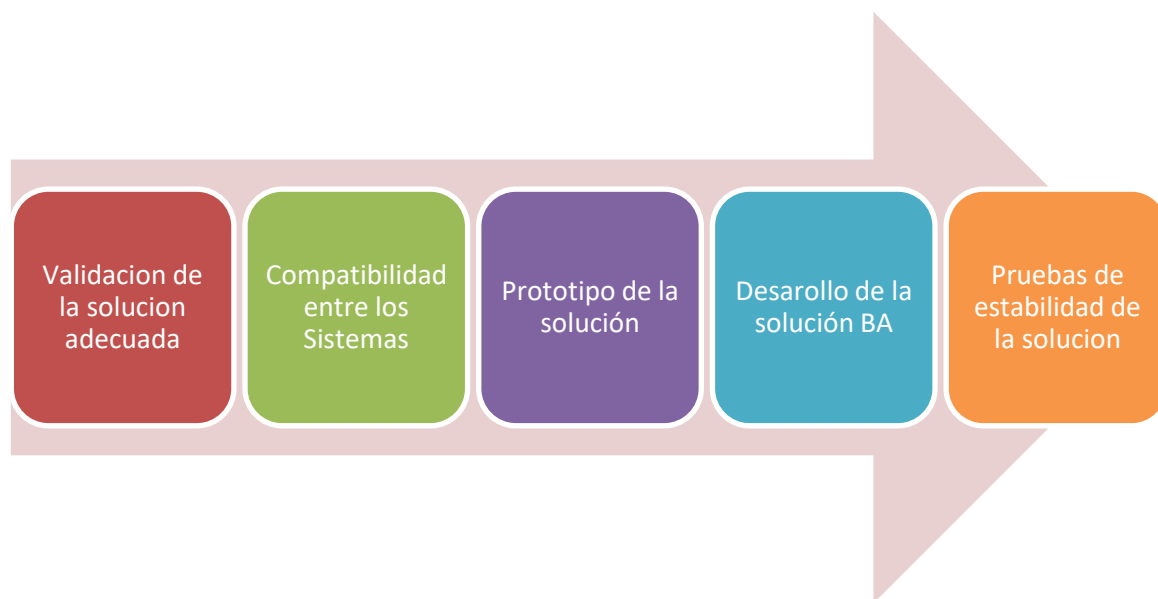 Validacion de
la solucion
adecuada
Compatibilidad
entre los
Sistemas
Prototipo de la
solución
Desarollo de la
solución BA
Pruebas de
estabilidad de
la solucion